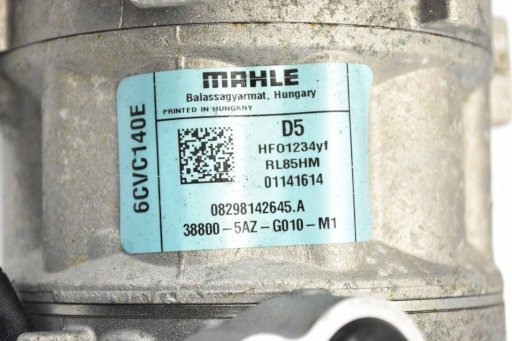 MAHLE
Balassagyarmat, Hungary
PRINTED IN HUNGARY
6CVC140E
D5
HFO1234yf
RL85HM
01141614
08298142645.A
38800-5AZ-G010-M1